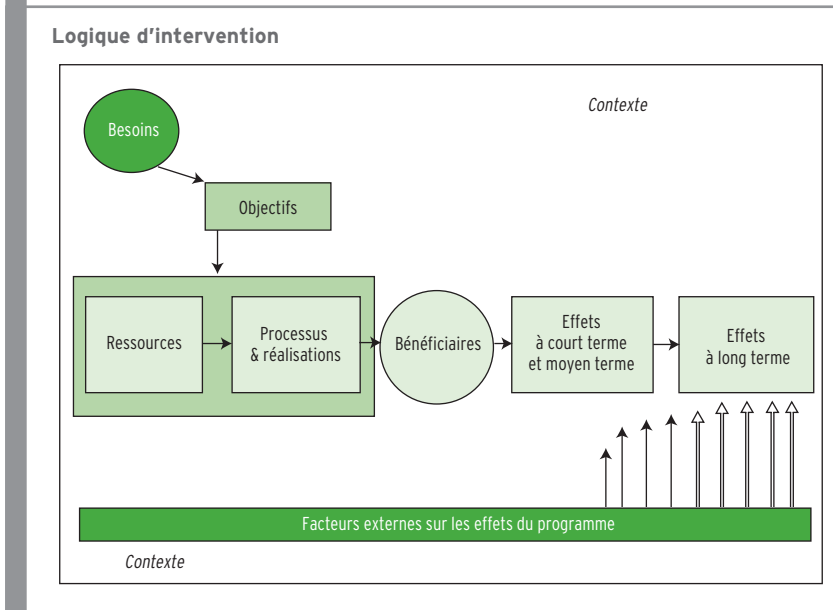 Logique d'intervention
Contexte
Besoins
Objectifs
Ressources
Processus
& réalisations
Bénéficiaires
Effets
à court terme
et moyen terme
Effets
à long terme
Facteurs externes sur les effets du programme
Contexte